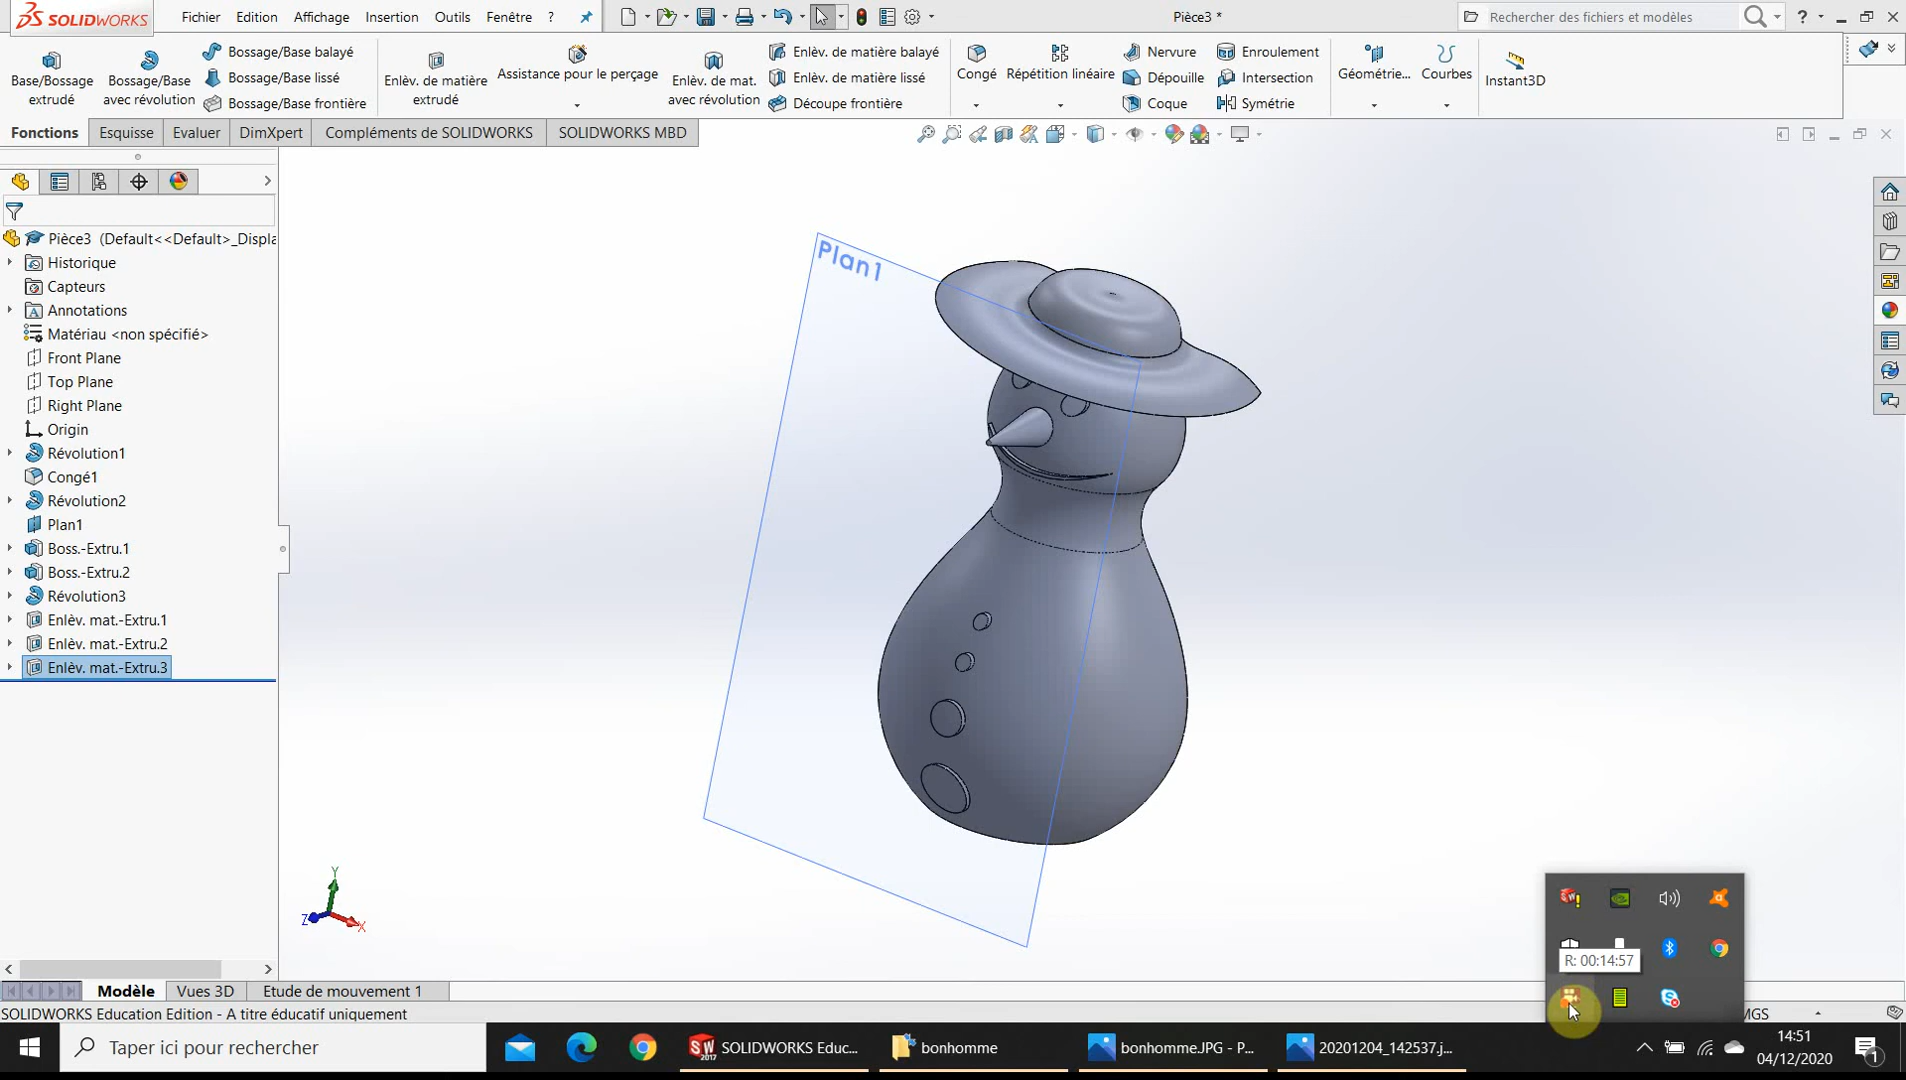 SOLIDWORKS Fichier Edition Affichage Insertion Outils Fenêtre ? Pièce3 * Rechercher des fichiers et modèles ?
Base/Bossage extrudé
Bossage/Base avec révolution
Bossage/Base balayé
Bossage/Base lissé
Bossage/Base frontière
Enlèv. de matière extrudé
Assistance pour le perçage
Enlèv. de mat. avec révolution
Enlèv. de matière balayé
Enlèv. de matière lissé
Découpe frontière
Congé
Répétition linéaire
Nervure
Dépouille
Coque
Enroulement
Intersection
Symétrie
Géométrie...
Courbes
Instant3D
Fonctions Esquisse Evaluer DimXpert Compléments de SOLIDWORKS SOLIDWORKS MBD
Pièce3 (Default<<Default>_Displa
Historique
Capteurs
Annotations
Matériau <non spécifié>
Front Plane
Top Plane
Right Plane
Origin
Révolution1
Congé1
Révolution2
Plan1
Boss.-Extru.1
Boss.-Extru.2
Révolution3
Enlèv. mat.-Extru.1
Enlèv. mat.-Extru.2
Enlèv. mat.-Extru.3
Plan1
Y
Z
X
R: 00:14:57
Modèle Vues 3D Etude de mouvement 1
SOLIDWORKS Education Edition - A titre éducatif uniquement
MGS
Taper ici pour rechercher
SOLIDWORKS Educ...
bonhomme
bonhomme.JPG - P...
20201204_142537.j...
14:51
04/12/2020
1